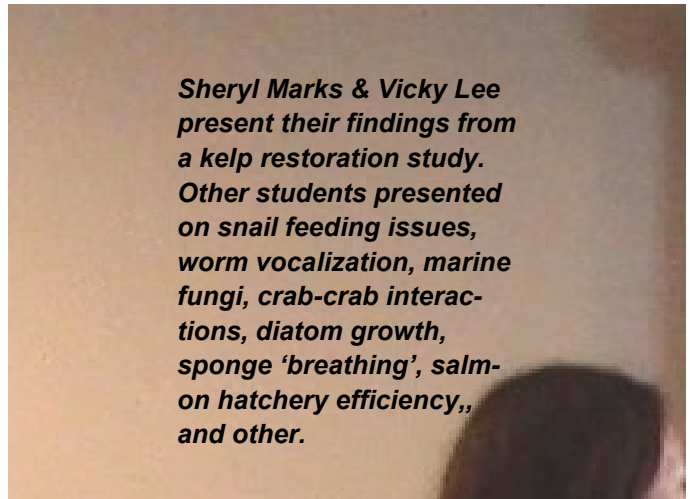 Sheryl Marks & Vicky Lee
present their findings from
a kelp restoration study.
Other students presented
on snail feeding issues,
worm vocalization, marine
fungi, crab-crab interac-
tions, diatom growth,
sponge ‘breathing’, salm-
on hatchery efficiency,,
and other.